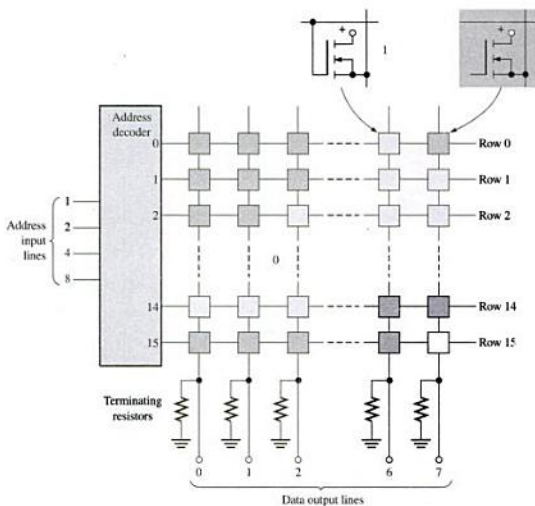 +
+
1
Address decoder
0
Row 0
1
Row 1
Address input lines
1
2
4
8
2
Row 2
0
14
Row 14
15
Row 15
Terminating resistors
0
1
2
6
7
Data output lines